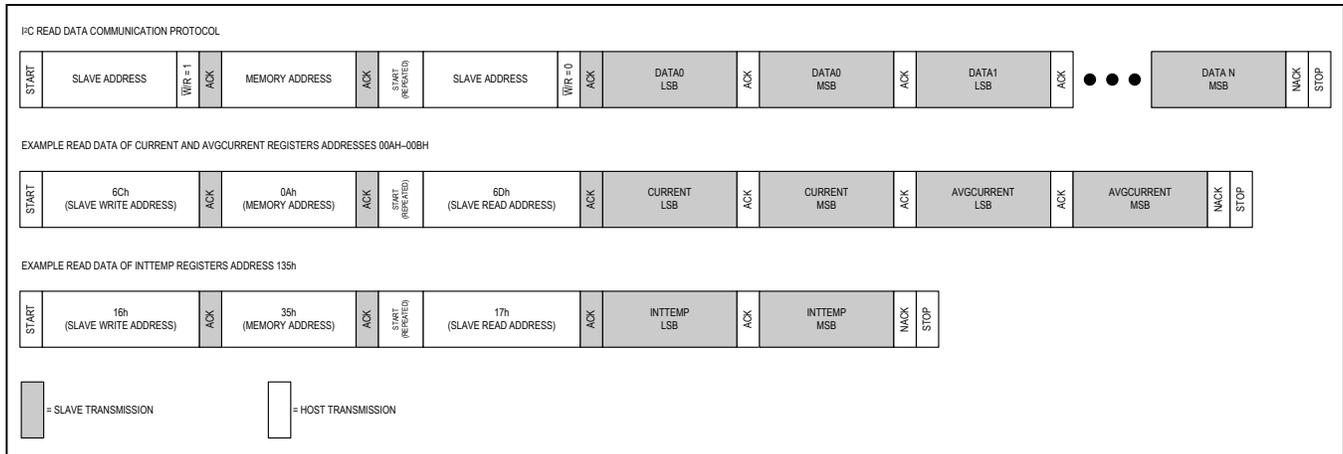 I²C READ DATA COMMUNICATION PROTOCOL
START
SLAVE ADDRESS
W̅/R = 1
ACK
MEMORY ADDRESS
ACK
START
(REPEATED)
SLAVE ADDRESS
W̅/R = 0
ACK
DATA0
LSB
ACK
DATA0
MSB
ACK
DATA1
LSB
ACK
DATA N
MSB
NACK
STOP
EXAMPLE READ DATA OF CURRENT AND AVGCURRENT REGISTERS ADDRESSES 00AH–00BH
START
6Ch
(SLAVE WRITE ADDRESS)
ACK
0Ah
(MEMORY ADDRESS)
ACK
START
(REPEATED)
6Dh
(SLAVE READ ADDRESS)
ACK
CURRENT
LSB
ACK
CURRENT
MSB
ACK
AVGCURRENT
LSB
ACK
AVGCURRENT
MSB
NACK
STOP
EXAMPLE READ DATA OF INTTEMP REGISTERS ADDRESS 135h
START
16h
(SLAVE WRITE ADDRESS)
ACK
35h
(MEMORY ADDRESS)
ACK
START
(REPEATED)
17h
(SLAVE READ ADDRESS)
ACK
INTTEMP
LSB
ACK
INTTEMP
MSB
NACK
STOP
= SLAVE TRANSMISSION
= HOST TRANSMISSION